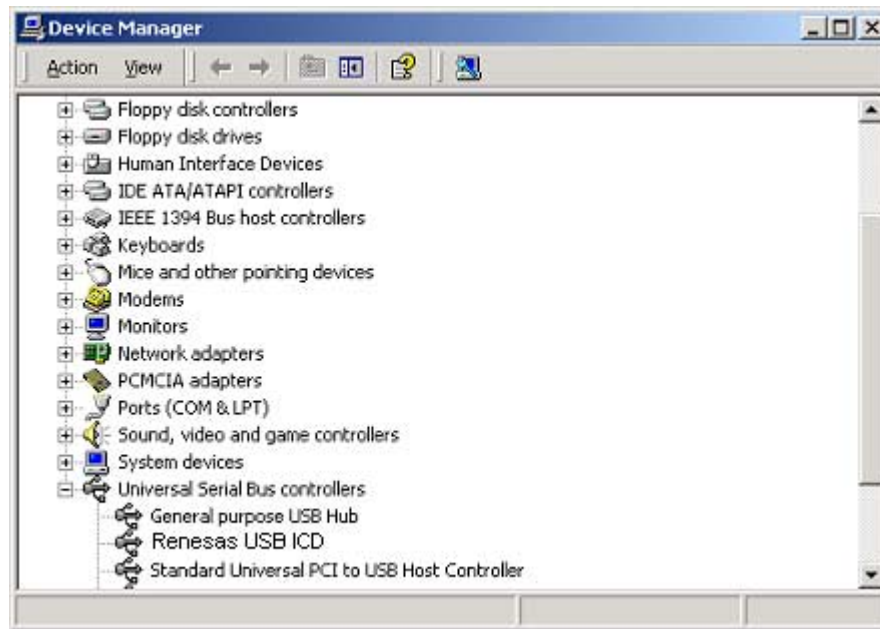 Device Manager
Action View
Floppy disk controllers
Floppy disk drives
Human Interface Devices
IDE ATA/ATAPI controllers
IEEE 1394 Bus host controllers
Keyboards
Mice and other pointing devices
Modems
Monitors
Network adapters
PCMCIA adapters
Ports (COM & LPT)
Sound, video and game controllers
System devices
Universal Serial Bus controllers
General purpose USB Hub
Renesas USB ICD
Standard Universal PCI to USB Host Controller